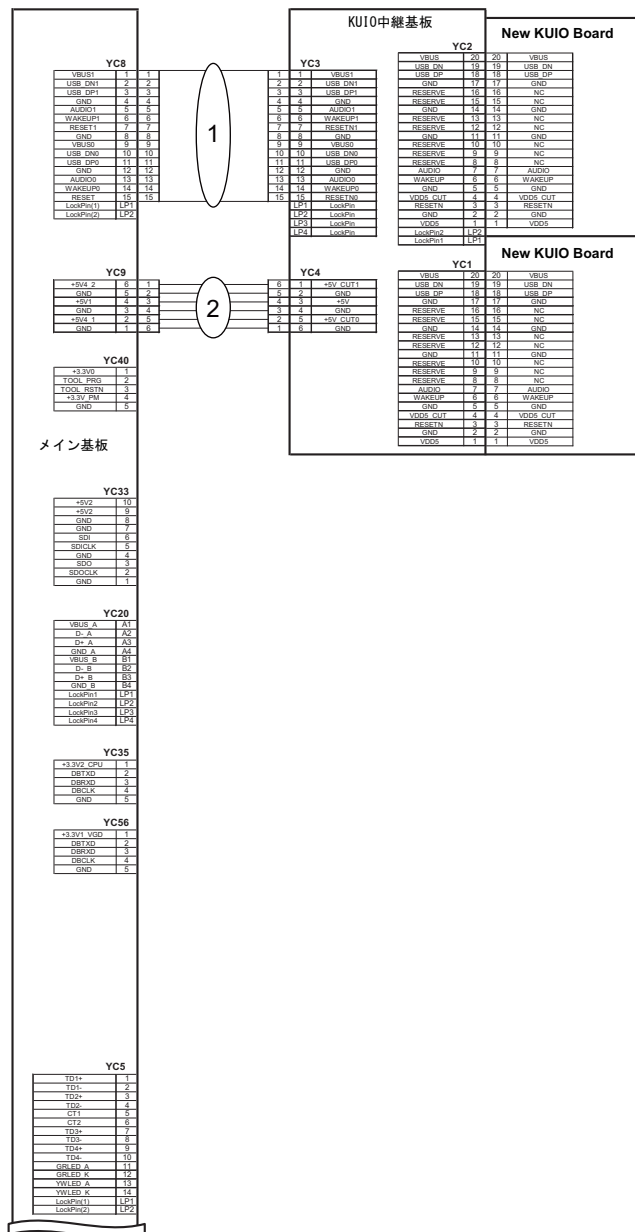 KUIO中継基板
New KUIO Board
YC8
VBUS1 1 1
USB_DN1 2 2
USB_DP1 3 3
GND 4 4
AUDIO1 5 5
WAKEUP1 6 6
RESET1 7 7
GND 8 8
VBUS0 9 9
USB_DN0 10 10
USB_DP0 11 11
GND 12 12
AUDIO0 13 13
WAKEUP0 14 14
RESET 15 15
LockPin(1) LP1
LockPin(2) LP2
1
YC3
1 1 VBUS1
2 2 USB_DN1
3 3 USB_DP1
4 4 GND
5 5 AUDIO1
6 6 WAKEUP1
7 7 RESETN1
8 8 GND
9 9 VBUS0
10 10 USB_DN0
11 11 USB_DP0
12 12 GND
13 13 AUDIO0
14 14 WAKEUP0
15 15 RESETN0
LP1 LockPin
LP2 LockPin
LP3 LockPin
LP4 LockPin
YC2
VBUS 20 20 VBUS
USB_DN 19 19 USB_DN
USB_DP 18 18 USB_DP
GND 17 17 GND
RESERVE 16 16 NC
RESERVE 15 15 NC
GND 14 14 GND
RESERVE 13 13 NC
RESERVE 12 12 NC
GND 11 11 GND
RESERVE 10 10 NC
RESERVE 9 9 NC
RESERVE 8 8 NC
AUDIO 7 7 AUDIO
WAKEUP 6 6 WAKEUP
GND 5 5 GND
VDD5_CUT 4 4 VDD5_CUT
RESETN 3 3 RESETN
GND 2 2 GND
VDD5 1 1 VDD5
LockPin2 LP2
LockPin1 LP1
New KUIO Board
YC9
+5V4_2 6 1
GND 5 2
+5V1 4 3
GND 3 4
+5V4_1 2 5
GND 1 6
2
YC4
6 1 +5V_CUT1
5 2 GND
4 3 +5V
3 4 GND
2 5 +5V_CUT0
1 6 GND
YC1
VBUS 20 20 VBUS
USB_DN 19 19 USB_DN
USB_DP 18 18 USB_DP
GND 17 17 GND
RESERVE 16 16 NC
RESERVE 15 15 NC
GND 14 14 GND
RESERVE 13 13 NC
RESERVE 12 12 NC
GND 11 11 GND
RESERVE 10 10 NC
RESERVE 9 9 NC
RESERVE 8 8 NC
AUDIO 7 7 AUDIO
WAKEUP 6 6 WAKEUP
GND 5 5 GND
VDD5_CUT 4 4 VDD5_CUT
RESETN 3 3 RESETN
GND 2 2 GND
VDD5 1 1 VDD5
YC40
+3.3V0 1
TOOL_PRG 2
TOOL_RSTN 3
+3.3V_PM 4
GND 5
メイン基板
YC33
+5V2 10
+5V2 9
GND 8
GND 7
SDI 6
SDICLK 5
GND 4
SDO 3
SDOCLK 2
GND 1
YC20
VBUS_A A1
D-_A A2
D+_A A3
GND_A A4
VBUS_B B1
D-_B B2
D+_B B3
GND_B B4
LockPin1 LP1
LockPin2 LP2
LockPin3 LP3
LockPin4 LP4
YC35
+3.3V2_CPU 1
DBTXD 2
DBRXD 3
DBCLK 4
GND 5
YC56
+3.3V1_VGD 1
DBTXD 2
DBRXD 3
DBCLK 4
GND 5
YC5
TD1+ 1
TD1- 2
TD2+ 3
TD2- 4
CT1 5
CT2 6
TD3+ 7
TD3- 8
TD4+ 9
TD4- 10
GRLED_A 11
GRLED_K 12
YWLED_A 13
YWLED_K 14
LockPin(1) LP1
LockPin(2) LP2